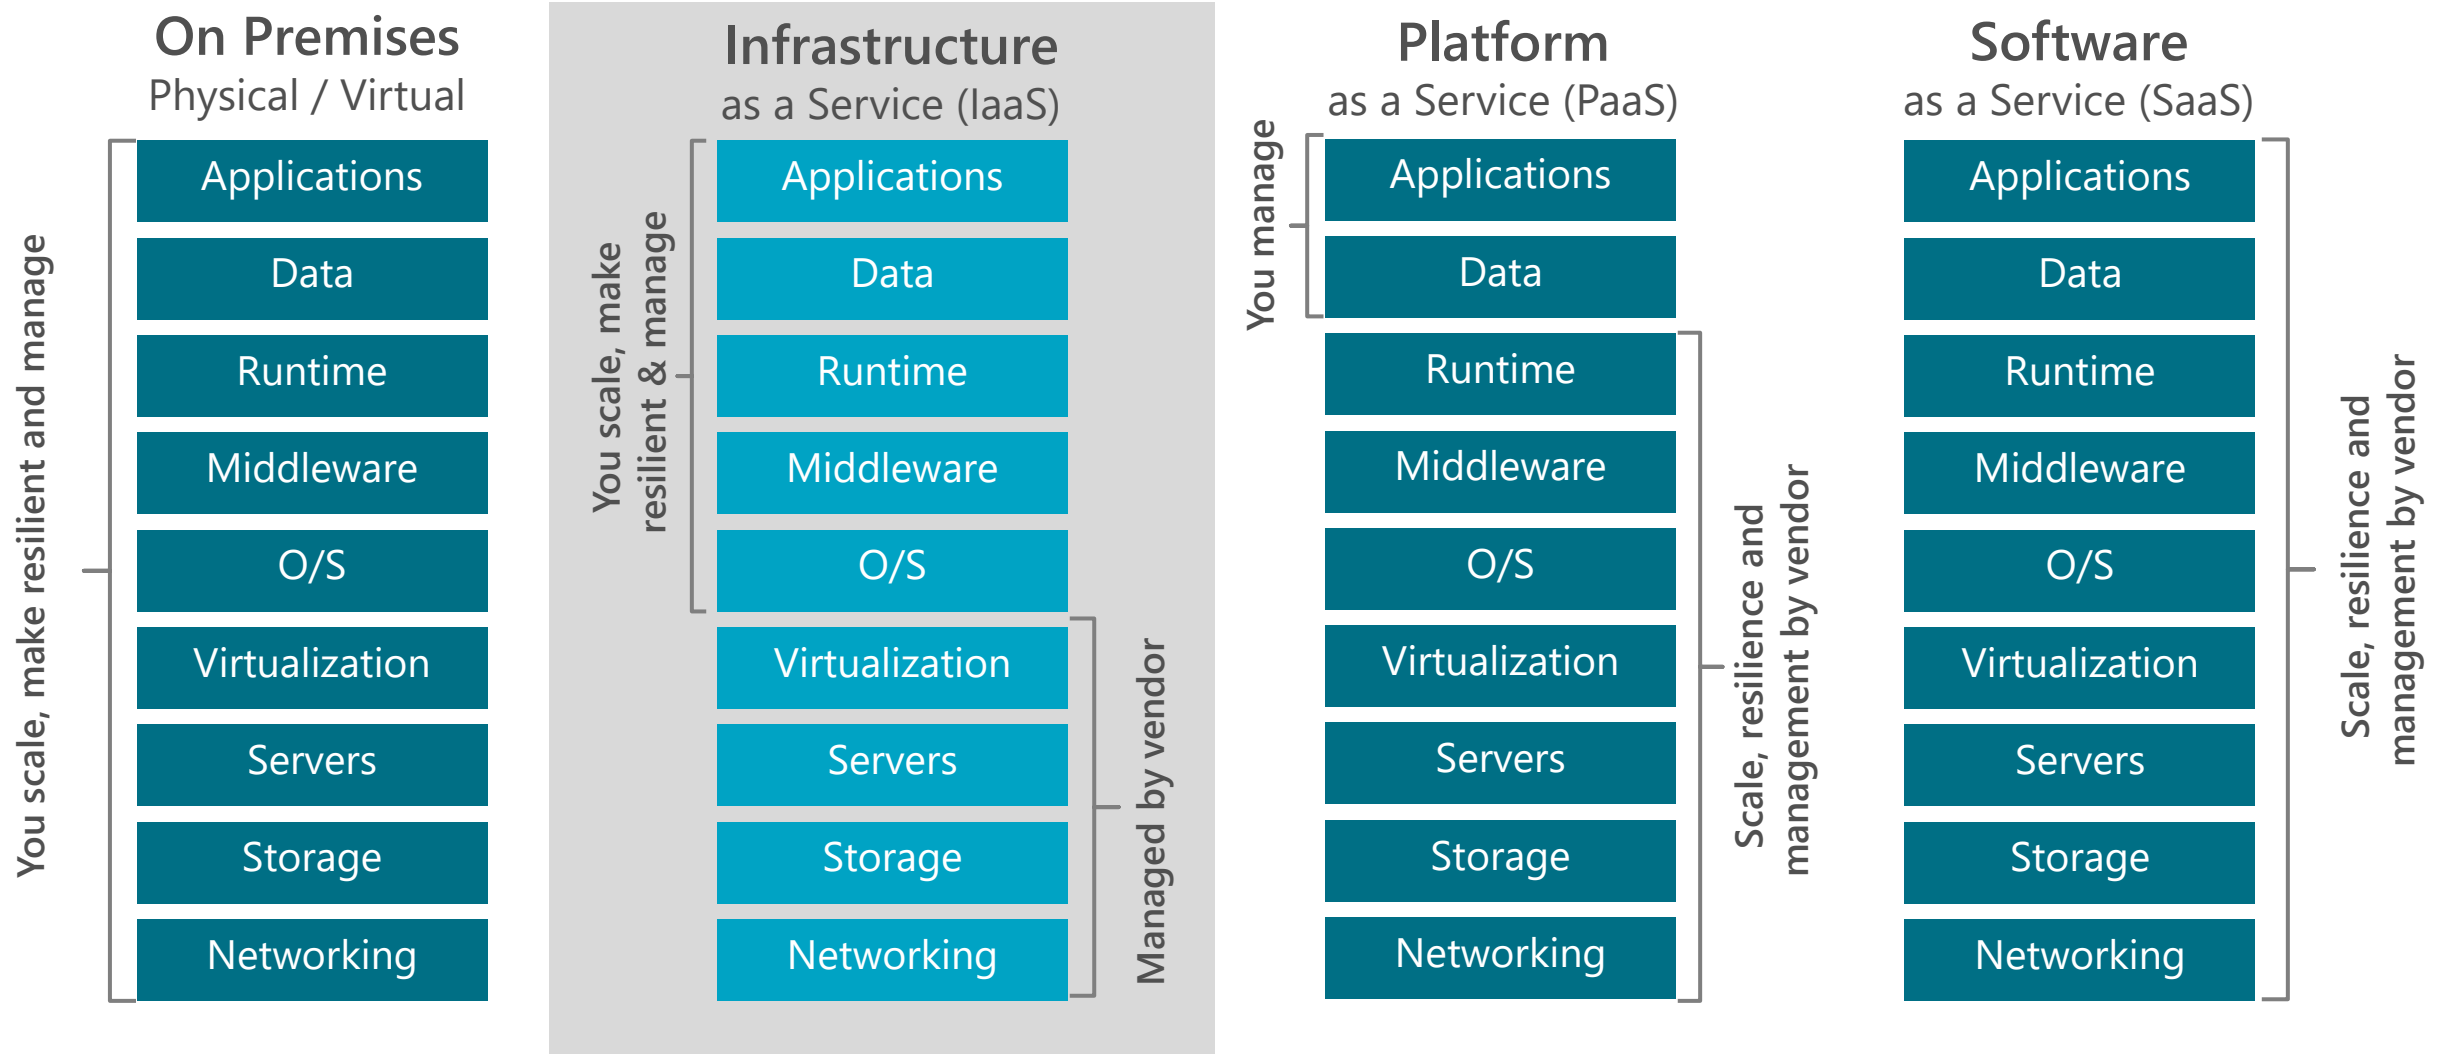 On Premises
Physical / Virtual
You scale, make resilient and manage
Applications
Data
Runtime
Middleware
O/S
Virtualization
Servers
Storage
Networking
Infrastructure
as a Service (IaaS)
You scale, make
resilient & manage
Applications
Data
Runtime
Middleware
O/S
Virtualization
Servers
Storage
Networking
Managed by vendor
Platform
as a Service (PaaS)
You manage
Applications
Data
Runtime
Middleware
O/S
Virtualization
Servers
Storage
Networking
Scale, resilience and
management by vendor
Software
as a Service (SaaS)
Applications
Data
Runtime
Middleware
O/S
Virtualization
Servers
Storage
Networking
Scale, resilience and
management by vendor